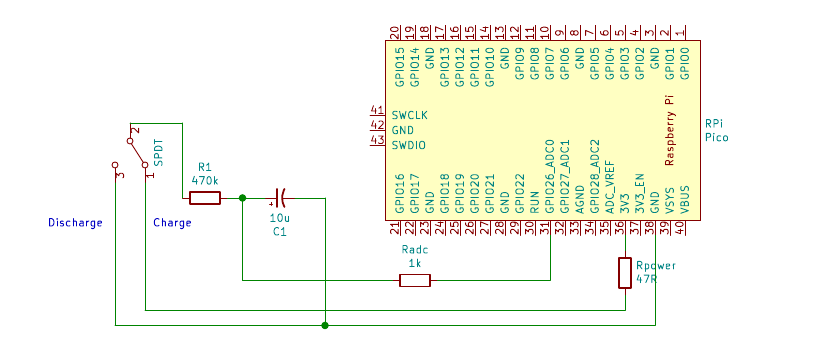 20 19 18 17 16 15 14 13 12 11 10 9 8 7 6 5 4 3 2 1
GPIO15 GPIO14 GND GPIO13 GPIO12 GPIO11 GPIO10 GND GPIO9 GPIO8 GPIO7 GPIO6 GND GPIO5 GPIO4 GPIO3 GPIO2 GND GPIO1 GPIO0
41 SWCLK
42 GND
43 SWDIO
Raspberry Pi
RPi
Pico
2
SPDT
3
1
R1
470k
10u
C1
Discharge
Charge
GPIO16 GPIO17 GND GPIO18 GPIO19 GPIO20 GPIO21 GND GPIO22 RUN GPIO26_ADC0 GPIO27_ADC1 AGND GPIO28_ADC2 ADC_VREF 3V3 3V3_EN GND VSYS VBUS
21 22 23 24 25 26 27 28 29 30 31 32 33 34 35 36 37 38 39 40
Radc
1k
Rpower
47R